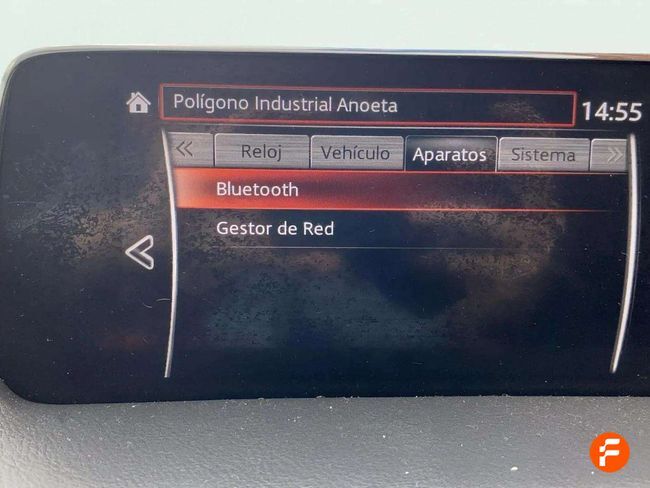 Polígono Industrial Anoeta
14:55
Reloj Vehículo Aparatos Sistema
Bluetooth
Gestor de Red